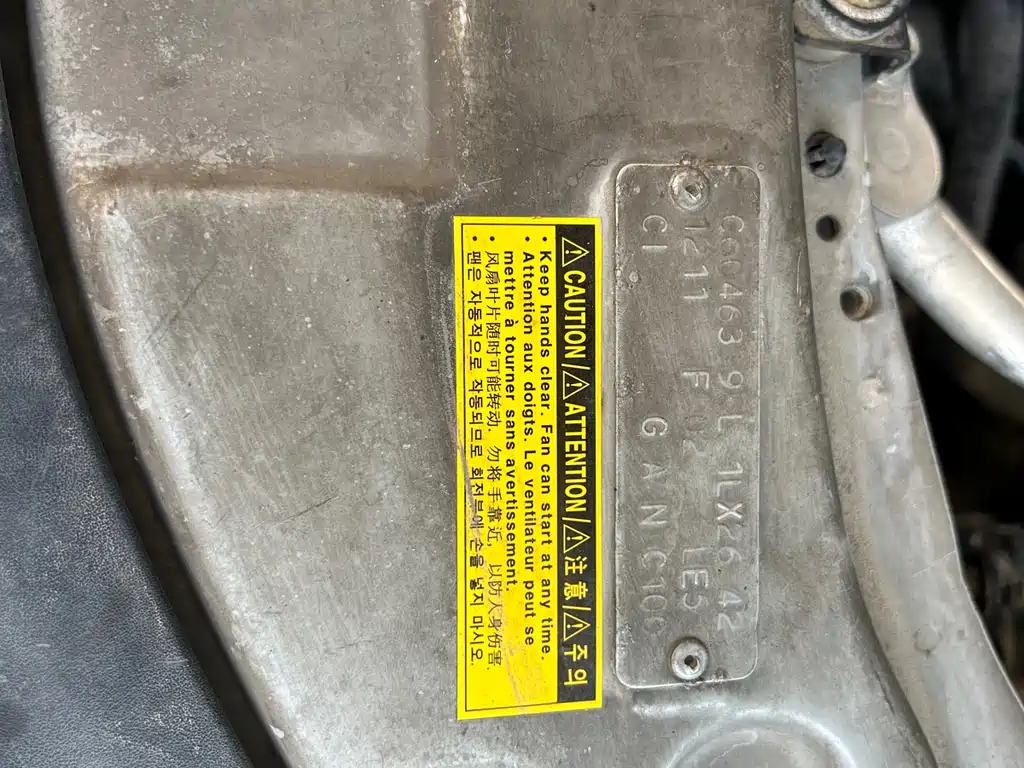 C60463 9 1LX26 42
1211 F 02 LE5
CI G A N C100
⚠CAUTION/⚠ATTENTION/⚠注意/⚠주의
• Keep hands clear. Fan can start at any time.
• Attention aux doigts. Le ventilateur peut se
mettre à tourner sans avertissement.
• 风扇叶片随时可能转动. 勿将手靠近, 以防人身伤害.
• 팬은 자동적으로 작동되므로 회전부에 손을 넣지 마시오.